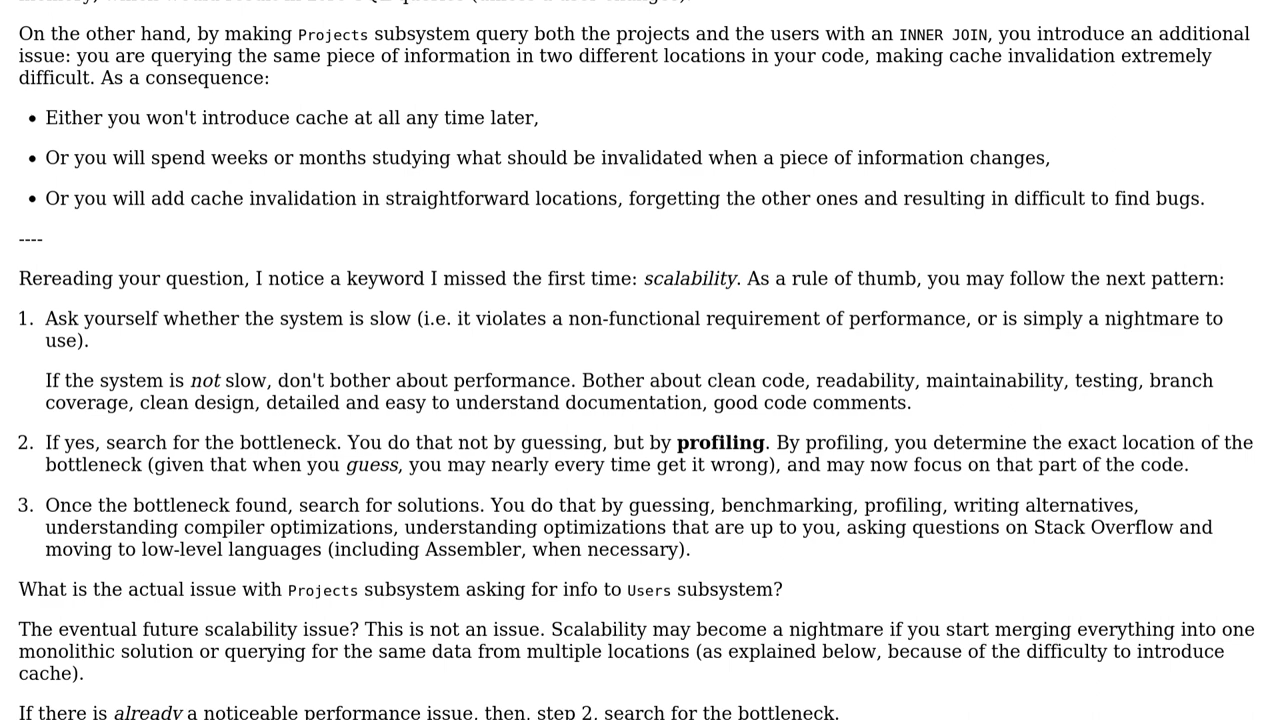 On the other hand, by making Projects subsystem query both the projects and the users with an INNER JOIN, you introduce an additional
issue: you are querying the same piece of information in two different locations in your code, making cache invalidation extremely
difficult. As a consequence:
• Either you won't introduce cache at all any time later,
• Or you will spend weeks or months studying what should be invalidated when a piece of information changes,
• Or you will add cache invalidation in straightforward locations, forgetting the other ones and resulting in difficult to find bugs.
----
Rereading your question, I notice a keyword I missed the first time: scalability. As a rule of thumb, you may follow the next pattern:
1. Ask yourself whether the system is slow (i.e. it violates a non-functional requirement of performance, or is simply a nightmare to
use).
If the system is not slow, don't bother about performance. Bother about clean code, readability, maintainability, testing, branch
coverage, clean design, detailed and easy to understand documentation, good code comments.
2. If yes, search for the bottleneck. You do that not by guessing, but by profiling. By profiling, you determine the exact location of the
bottleneck (given that when you guess, you may nearly every time get it wrong), and may now focus on that part of the code.
3. Once the bottleneck found, search for solutions. You do that by guessing, benchmarking, profiling, writing alternatives,
understanding compiler optimizations, understanding optimizations that are up to you, asking questions on Stack Overflow and
moving to low-level languages (including Assembler, when necessary).
What is the actual issue with Projects subsystem asking for info to Users subsystem?
The eventual future scalability issue? This is not an issue. Scalability may become a nightmare if you start merging everything into one
monolithic solution or querying for the same data from multiple locations (as explained below, because of the difficulty to introduce
cache).
If there is already a noticeable performance issue, then, step 2, search for the bottleneck.